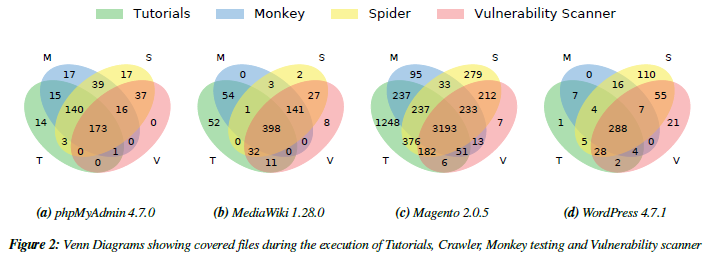 Tutorials Monkey Spider Vulnerability Scanner
M S M S M S M S
17 17 0 2 95 279 0 110
15 39 37 54 3 27 237 33 212 7 16 55
140 16 1 141 237 233 4 7
14 173 0 52 398 8 1248 3193 7 1 288 21
3 0 0 0 376 13 5 0
0 1 32 0 182 51 28 4
T 0 V T 11 V T 6 V T 2 V
(a) phpMyAdmin 4.7.0 (b) MediaWiki 1.28.0 (c) Magento 2.0.5 (d) WordPress 4.7.1
Figure 2: Venn Diagrams showing covered files during the execution of Tutorials, Crawler, Monkey testing and Vulnerability scanner